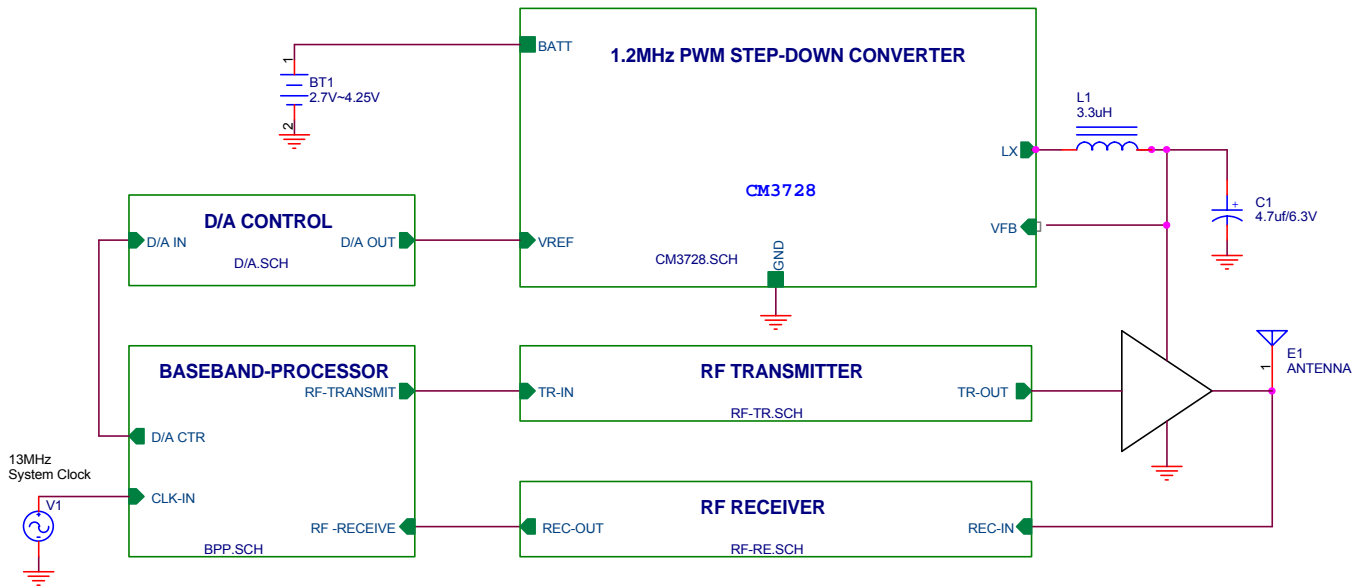 BATT
1.2MHz PWM STEP-DOWN CONVERTER
1
BT1
2.7V~4.25V
2
L1
3.3uH
LX
CM3728
C1
4.7uf/6.3V
+
D/A CONTROL
D/A IN
D/A OUT
D/A.SCH
VREF
VFB
CM3728.SCH
GND
BASEBAND-PROCESSOR
RF-TRANSMIT
D/A CTR
CLK-IN
RF -RECEIVE
BPP.SCH
RF TRANSMITTER
TR-IN
TR-OUT
RF-TR.SCH
E1
ANTENNA
1
13MHz
System Clock
V1
RF RECEIVER
REC-OUT
REC-IN
RF-RE.SCH